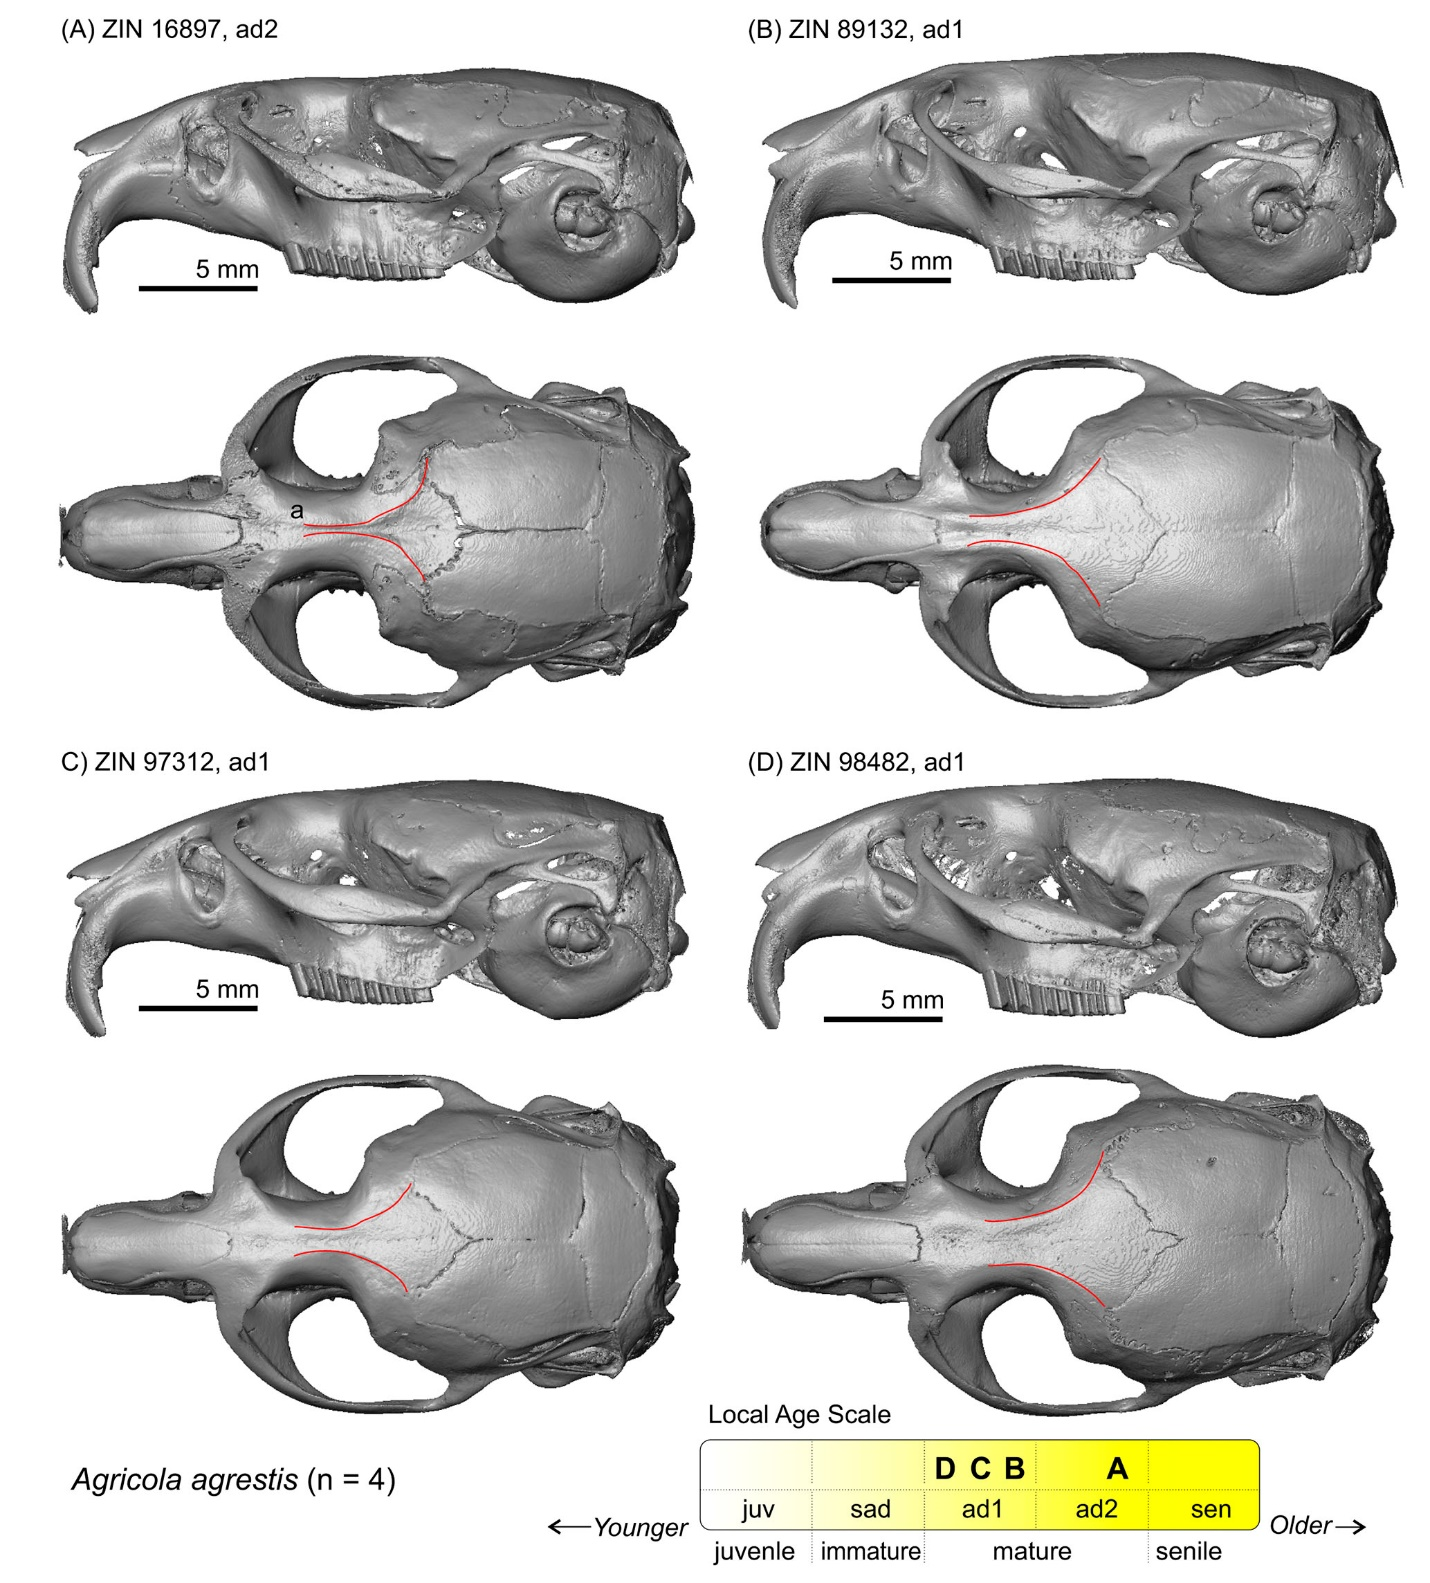 (A) ZIN 16897, ad2
(B) ZIN 89132, ad1
5 mm
5 mm
a
C) ZIN 97312, ad1
(D) ZIN 98482, ad1
5 mm
5 mm
Local Age Scale
D C B A
juv sad ad1 ad2 sen
Agricola agrestis (n = 4)
←Younger
Older→
juvenle immature mature senile